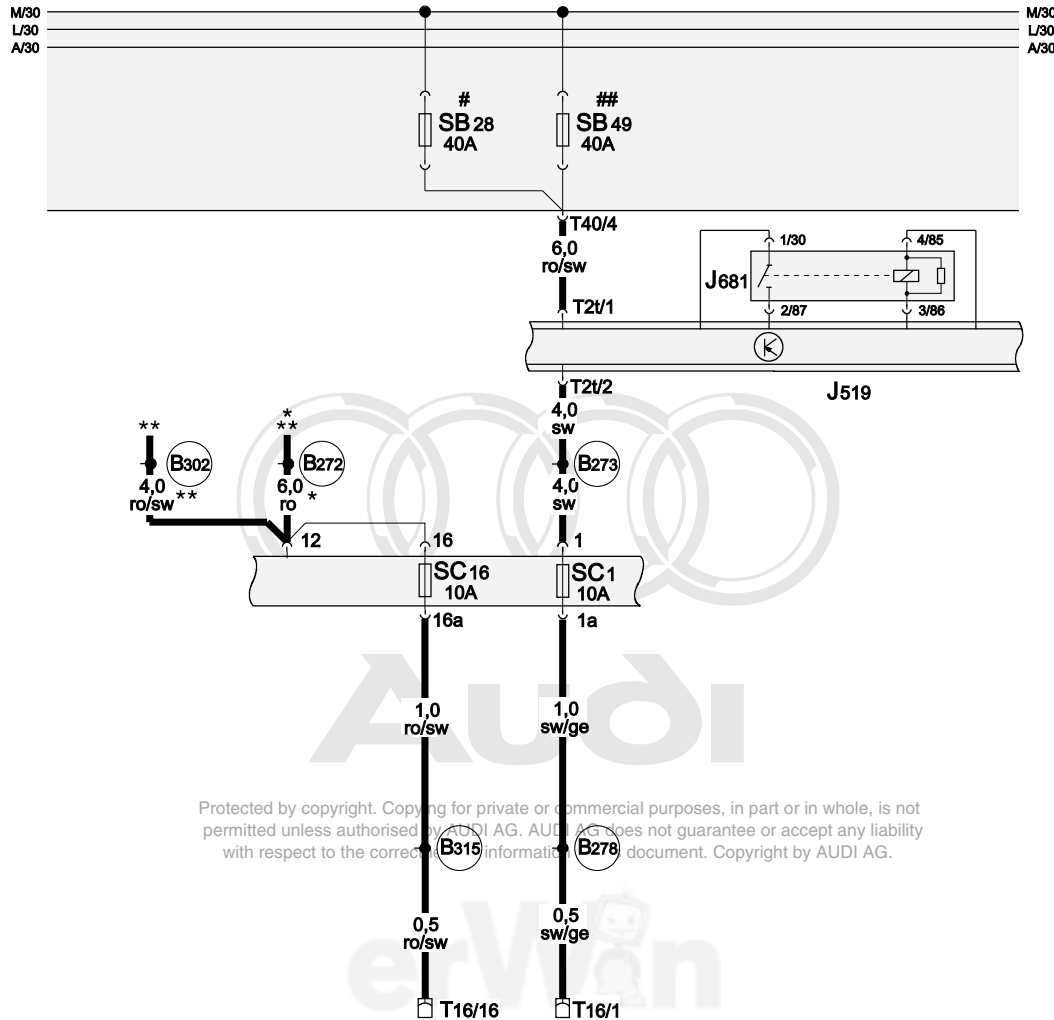 M/30 M/30
L/30 L/30
A/30 A/30
# ##
SB28 SB49
40A 40A
T40/4
6,0
ro/sw
1/30 4/85
J681
T2t/1 2/87 3/86
T2t/2 J519
4,0
sw
** *
**
B302 B272 B273
4,0 6,0 4,0
ro/sw ** ro * sw
12 16 1
SC16 SC1
10A 10A
16a 1a
Audi
1,0 1,0
ro/sw sw/ge
Protected by copyright. Copying for private or commercial purposes, in part or in whole, is not
permitted unless authorised by AUDI AG. AUDI AG does not guarantee or accept any liability
with respect to the informati document. Copyright by AUDI AG.
B315 B278
0,5 0,5
ro/sw sw/ge
erWin
T16/16 T16/1